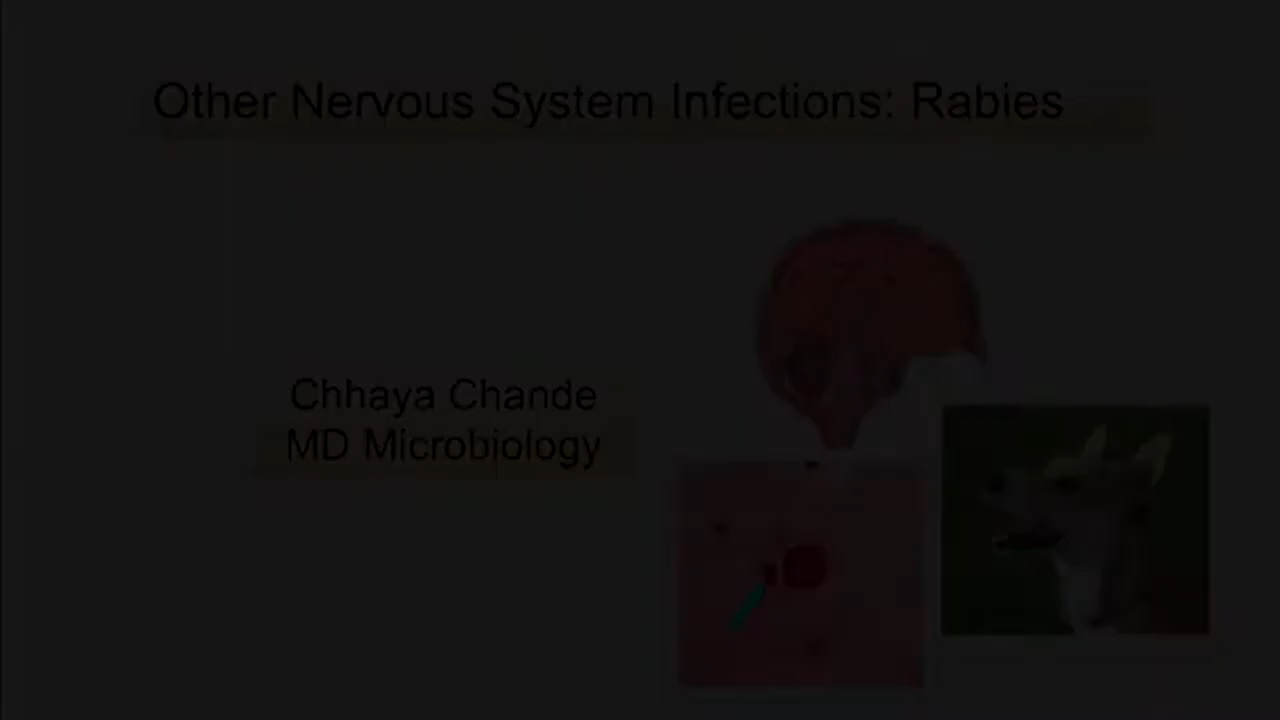 Other Nervous System Infections: Rabies
Chhaya Chande
MD Microbiology